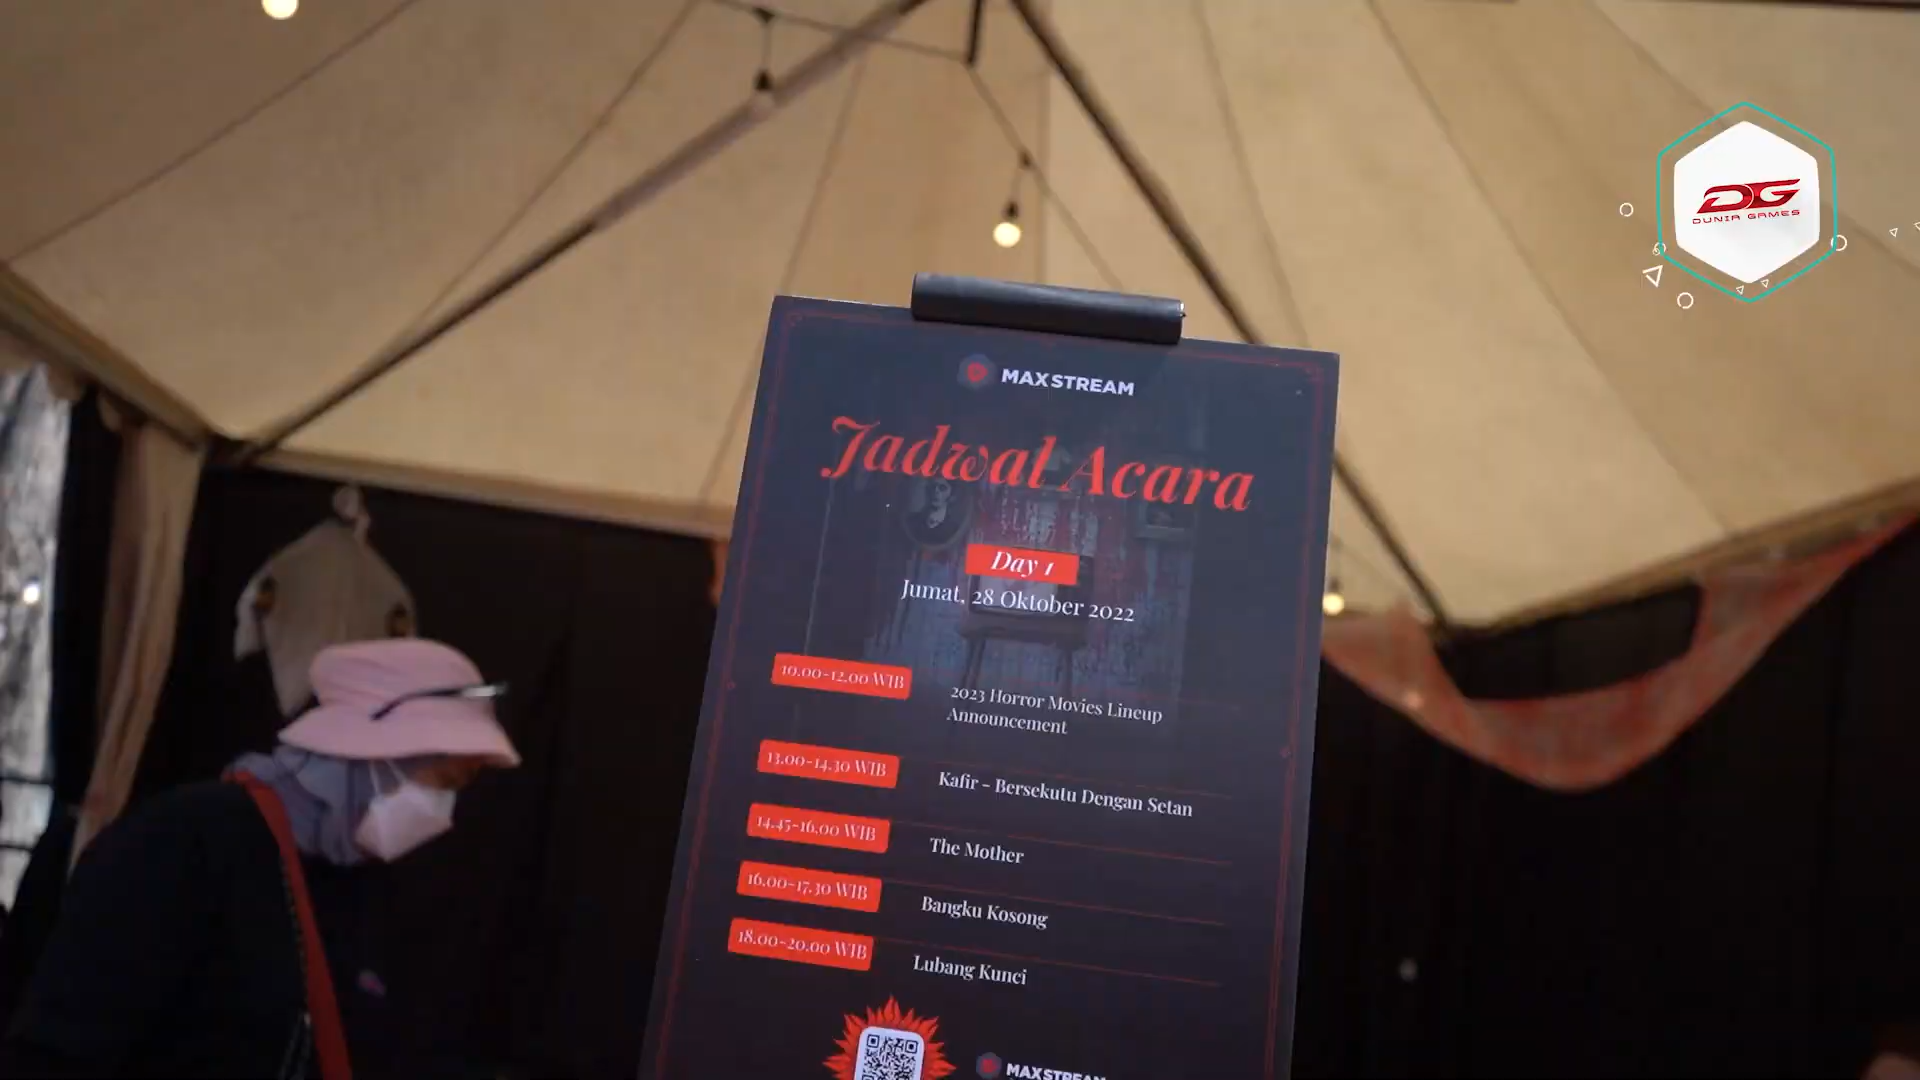 DG
DUNIA GAMES
MAXSTREAM
Jadwal Acara
Day 1
Jumat, 28 Oktober 2022
10.00-12.00 WIB
2023 Horror Movies Lineup
Announcement
13.00-14.30 WIB
Kafir - Bersekutu Dengan Setan
14.45-16.00 WIB
The Mother
16.00-17.30 WIB
Bangku Kosong
18.00-20.00 WIB
Lubang Kunci
MAXSTREAM